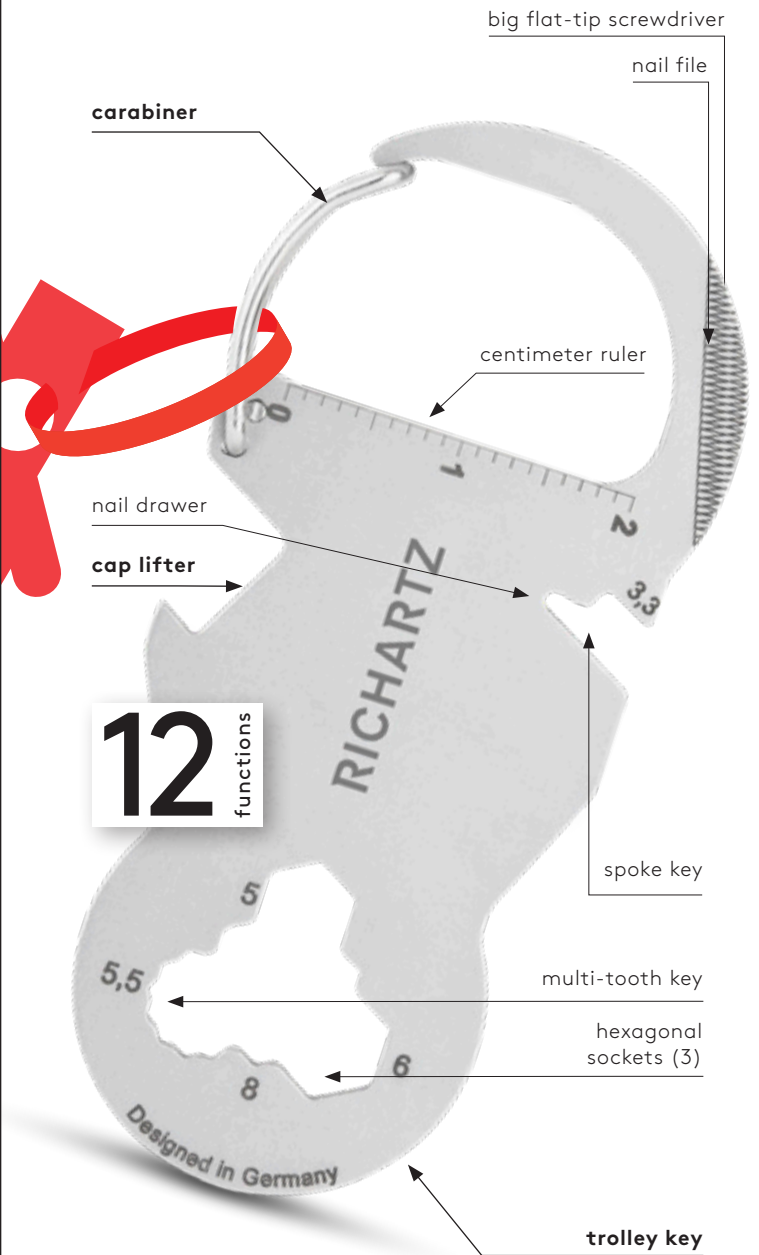 big flat-tip screwdriver
nail file
carabiner
centimeter ruler
0
1
2
nail drawer
cap lifter
3,3
RICHARTZ
12
functions
spoke key
5
5,5
multi-tooth key
hexagonal
sockets (3)
6
8
Designed in Germany
trolley key